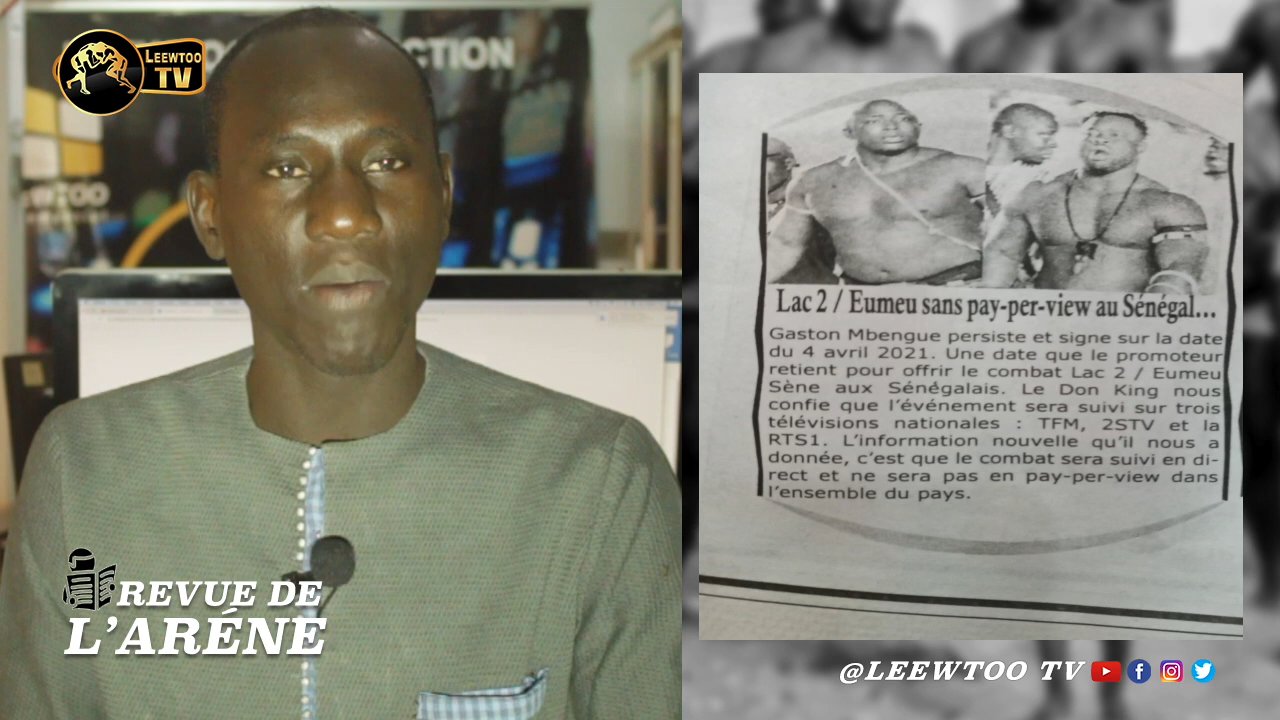 LEEWTOO
TV
CTION
WTOO
REVUE DE
L'ARÉNE
Lac 2 / Eumeu sans pay-per-view au Sénégal...
Gaston Mbengue persiste et signe sur la date
du 4 avril 2021. Une date que le promoteur
retient pour offrir le combat Lac 2 / Eumeu
Sène aux Sénégalais. Le Don King nous
confie que l'événement sera suivi sur trois
télévisions nationales : TFM, 2STV et la
RTS1. L'information nouvelle qu'il nous a
donnée, c'est que le combat sera suivi en di-
rect et ne sera pas en pay-per-view dans
l'ensemble du pays.
@LEEWTOO TV